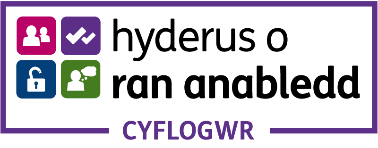 hyderus o
ran anabledd
CYFLOGWR